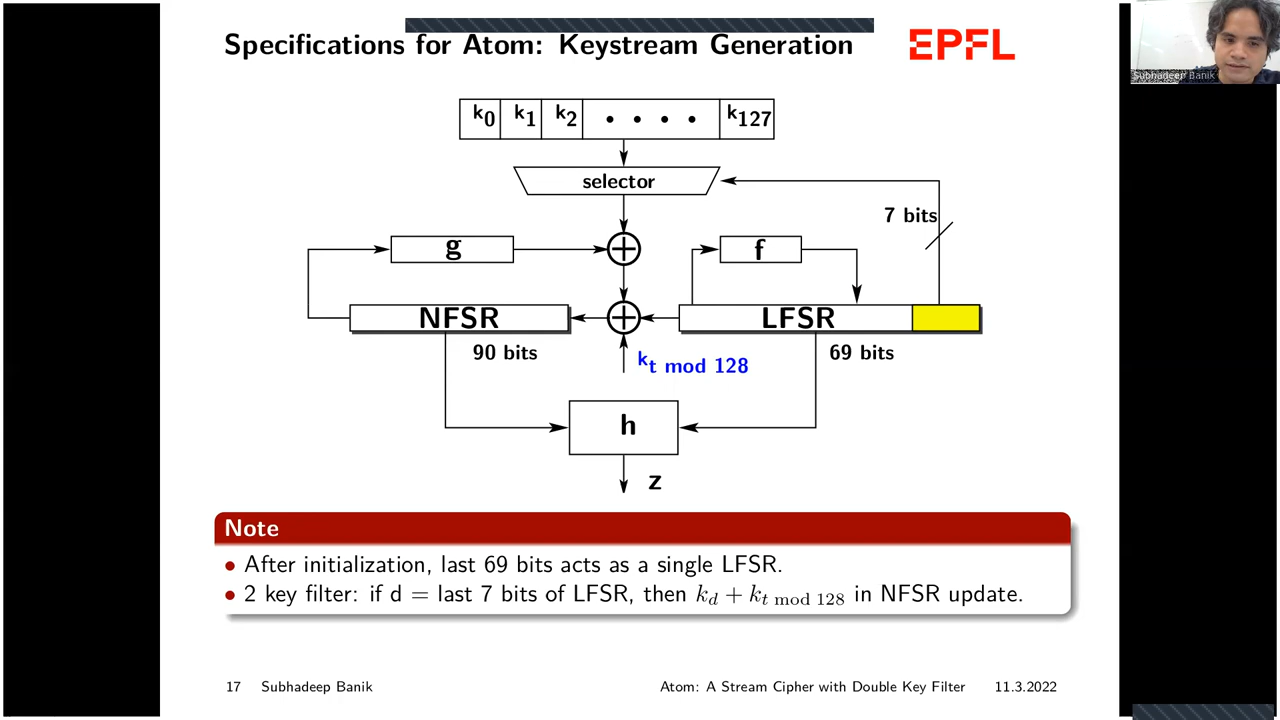 Specifications for Atom: Keystream Generation
EPFL
Subhadeep Banik
k0 k1 k2 • • • • k127
selector
7 bits
g
f
NFSR
LFSR
90 bits
69 bits
kt mod 128
h
z
Note
• After initialization, last 69 bits acts as a single LFSR.
• 2 key filter: if d = last 7 bits of LFSR, then kd + kt mod 128 in NFSR update.
17 Subhadeep Banik Atom: A Stream Cipher with Double Key Filter 11.3.2022